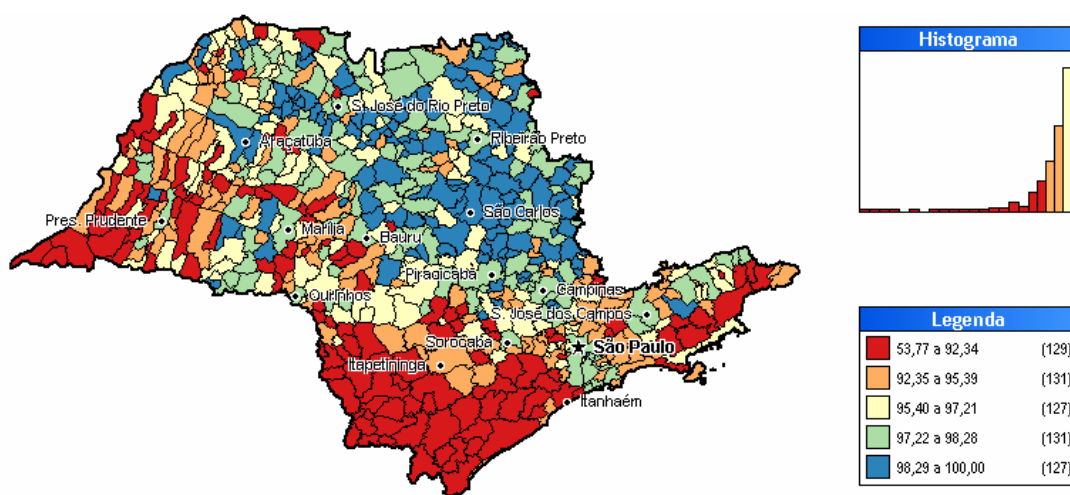 Histograma
S. José do Rio Preto
Araçatuba
Ribeirão Preto
Pres. Prudente
São Carlos
Marília
Bauru
Piracicaba
Campinas
Ourinhos
S. José dos Campos
Sorocaba
São Paulo
Itapetininga
Itanhaém
Legenda
53,77 a 92,34 (129)
92,35 a 95,39 (131)
95,40 a 97,21 (127)
97,22 a 98,28 (131)
98,29 a 100,00 (127)